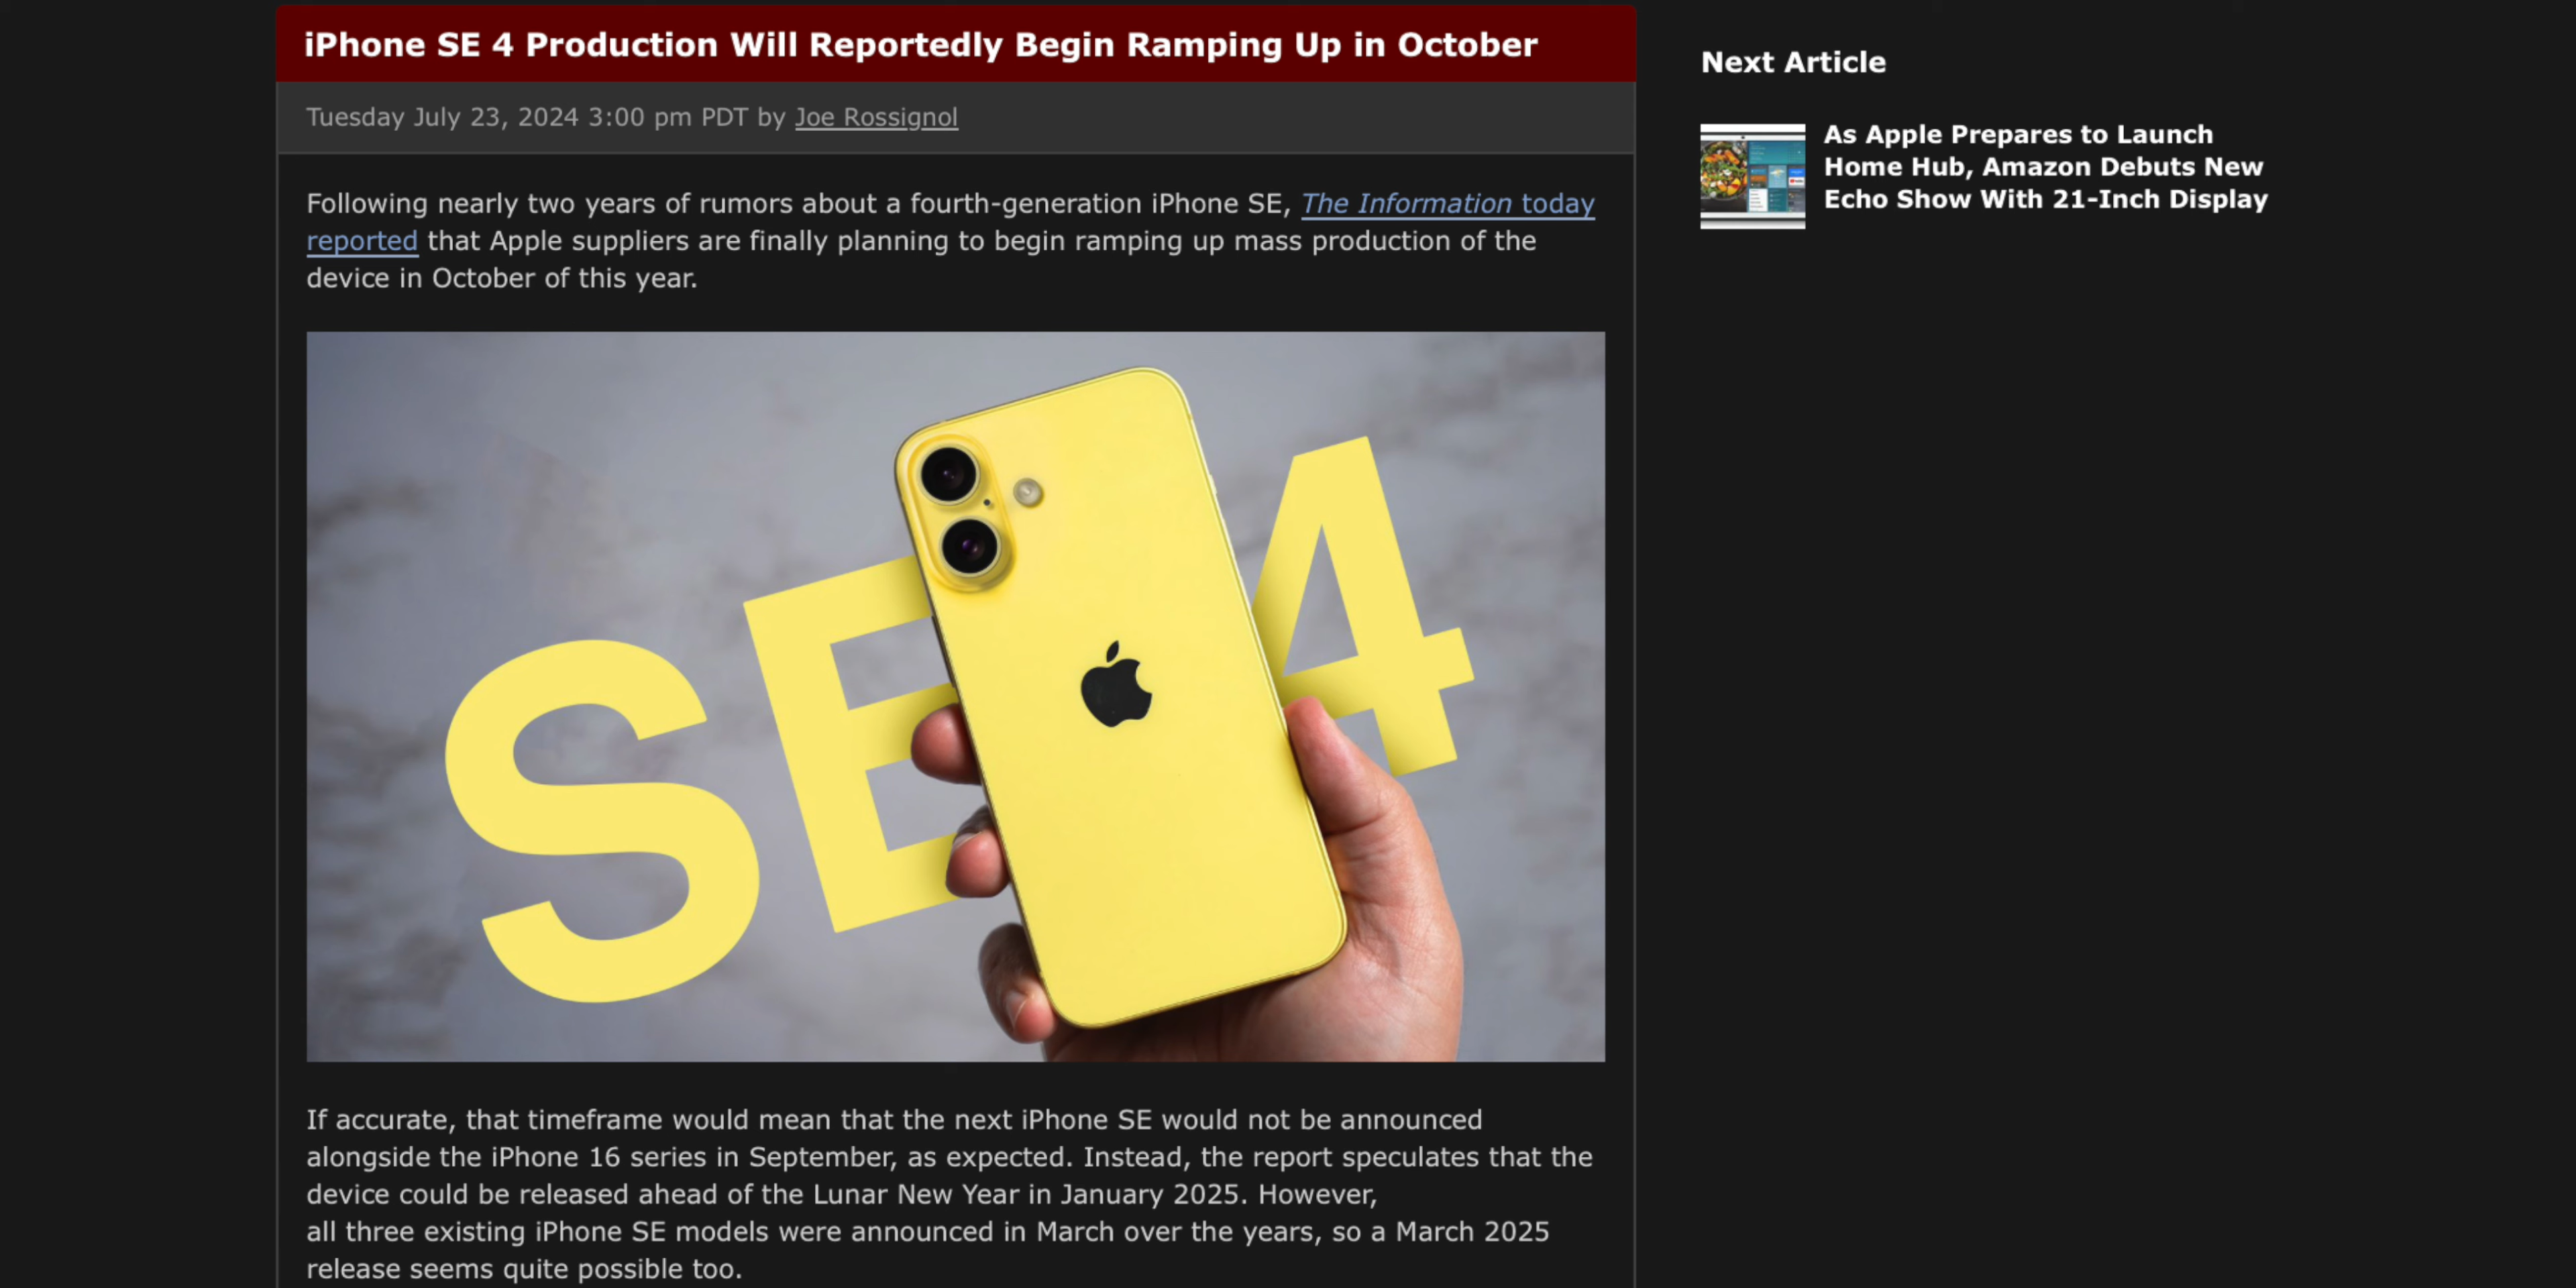 iPhone SE 4 Production Will Reportedly Begin Ramping Up in October
Tuesday July 23, 2024 3:00 pm PDT by Joe Rossignol
Following nearly two years of rumors about a fourth-generation iPhone SE, The Information today
reported that Apple suppliers are finally planning to begin ramping up mass production of the
device in October of this year.
SE 4
If accurate, that timeframe would mean that the next iPhone SE would not be announced
alongside the iPhone 16 series in September, as expected. Instead, the report speculates that the
device could be released ahead of the Lunar New Year in January 2025. However,
all three existing iPhone SE models were announced in March over the years, so a March 2025
release seems quite possible too.
Next Article
As Apple Prepares to Launch
Home Hub, Amazon Debuts New
Echo Show With 21-Inch Display